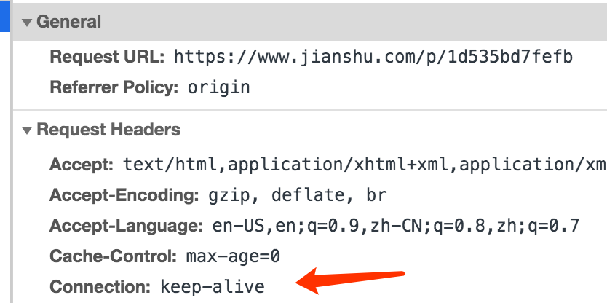 General
Request URL: https://www.jianshu.com/p/1d535bd7fefb
Referrer Policy: origin
Request Headers
Accept: text/html,application/xhtml+xml,application/xm
Accept-Encoding: gzip, deflate, br
Accept-Language: en-US,en;q=0.9,zh-CN;q=0.8,zh;q=0.7
Cache-Control: max-age=0
Connection: keep-alive